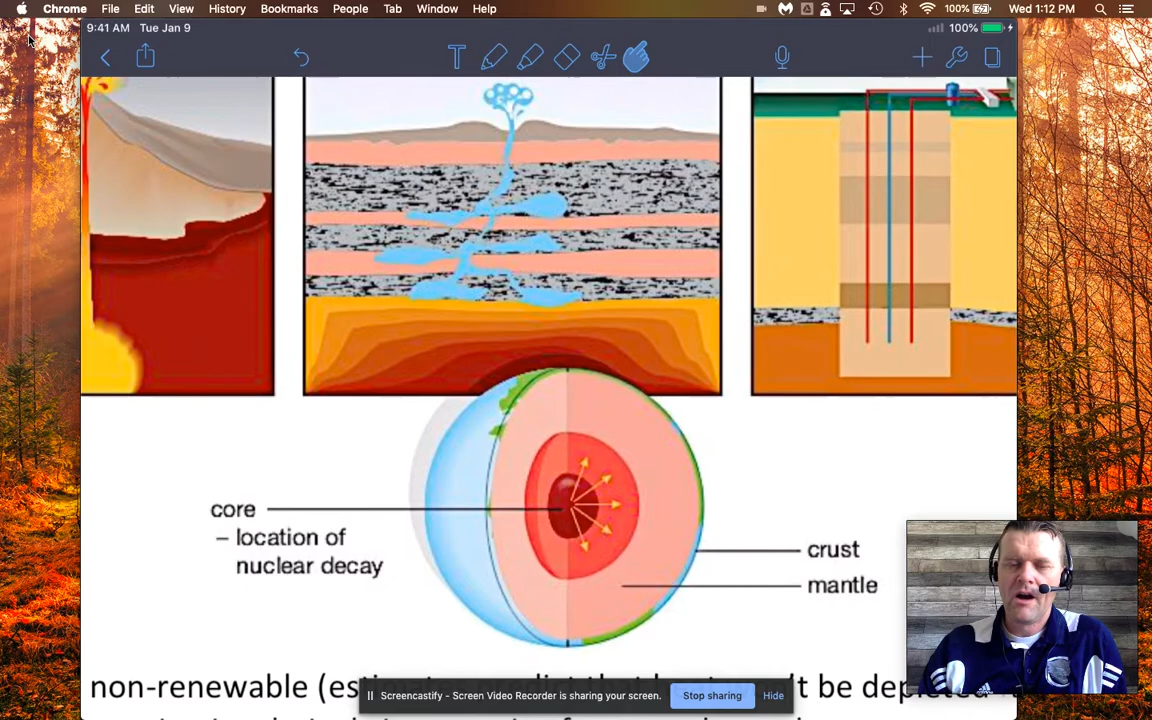 Chrome File Edit View History Bookmarks People Tab Window Help 100% Wed 1:12 PM
9:41 AM Tue Jan 9 100%
core
– location of
nuclear decay
crust
mantle
non-renewable (es be
Screencastify - Screen Video Recorder is sharing your screen. Stop sharing Hide